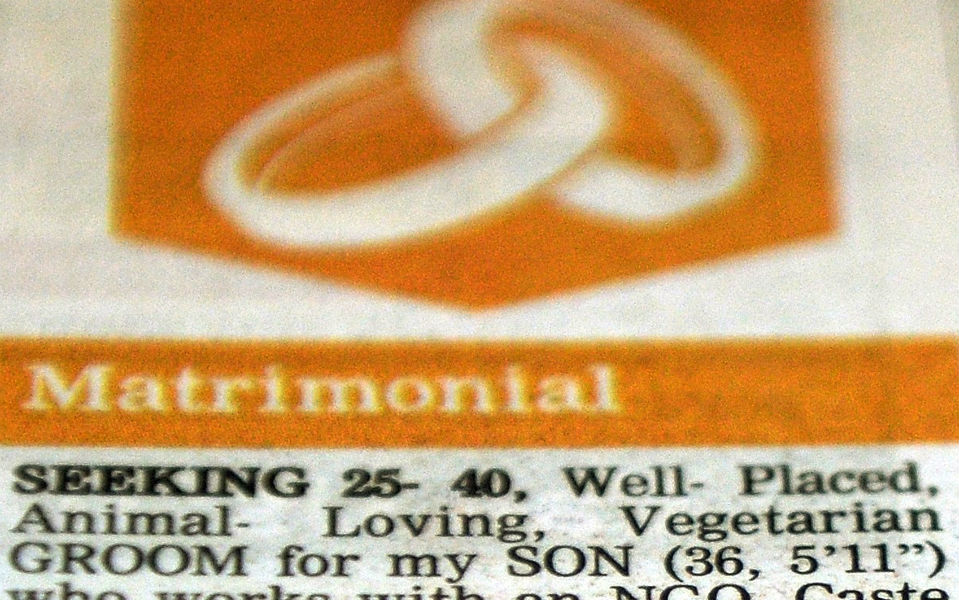 Matrimonial
SEEKING 25- 40, Well- Placed,
Animal- Loving, Vegetarian
GROOM for my SON (36, 5'11”)
who works with an NGO, Caste